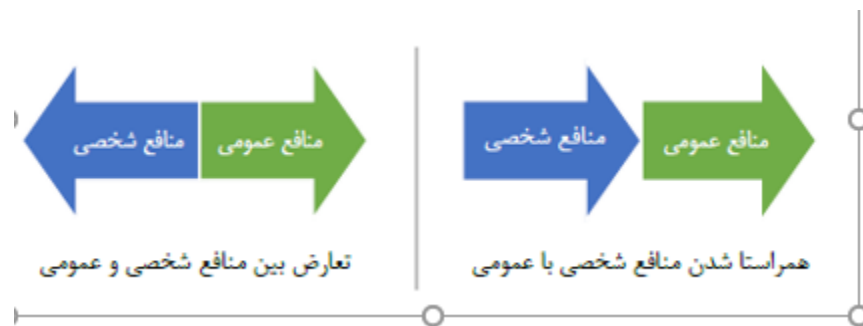 منافع شخصی
منافع عمومی
همراستا شدن منافع شخصی با عمومی
منافع عمومی
منافع شخصی
تعارض بین منافع شخصی و عمومی